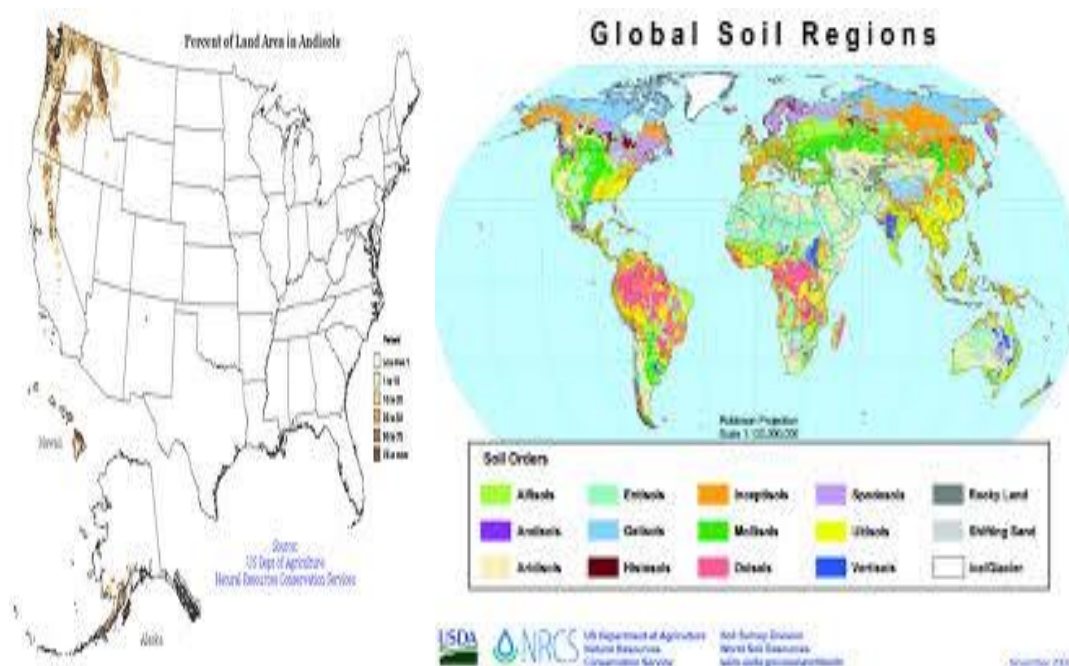 Percent of Land Area in Andisols
Percent
Hawaii
Alaska
Source:
US Dept of Agriculture
Natural Resources Conservation Services
Global Soil Regions
Robinson Projection
Soil Orders
Alfisols
Entisols
Inceptisols
Spodosols
Rocky Land
Andisols
Gelisols
Mollisols
Ultisols
Shifting Sand
Aridisols
Histosols
Oxisols
Vertisols
Ice/Glacier
USDA
NRCS
US Department of Agriculture
Natural Resources
Conservation Service
Soil Survey Division
World Soil Resources